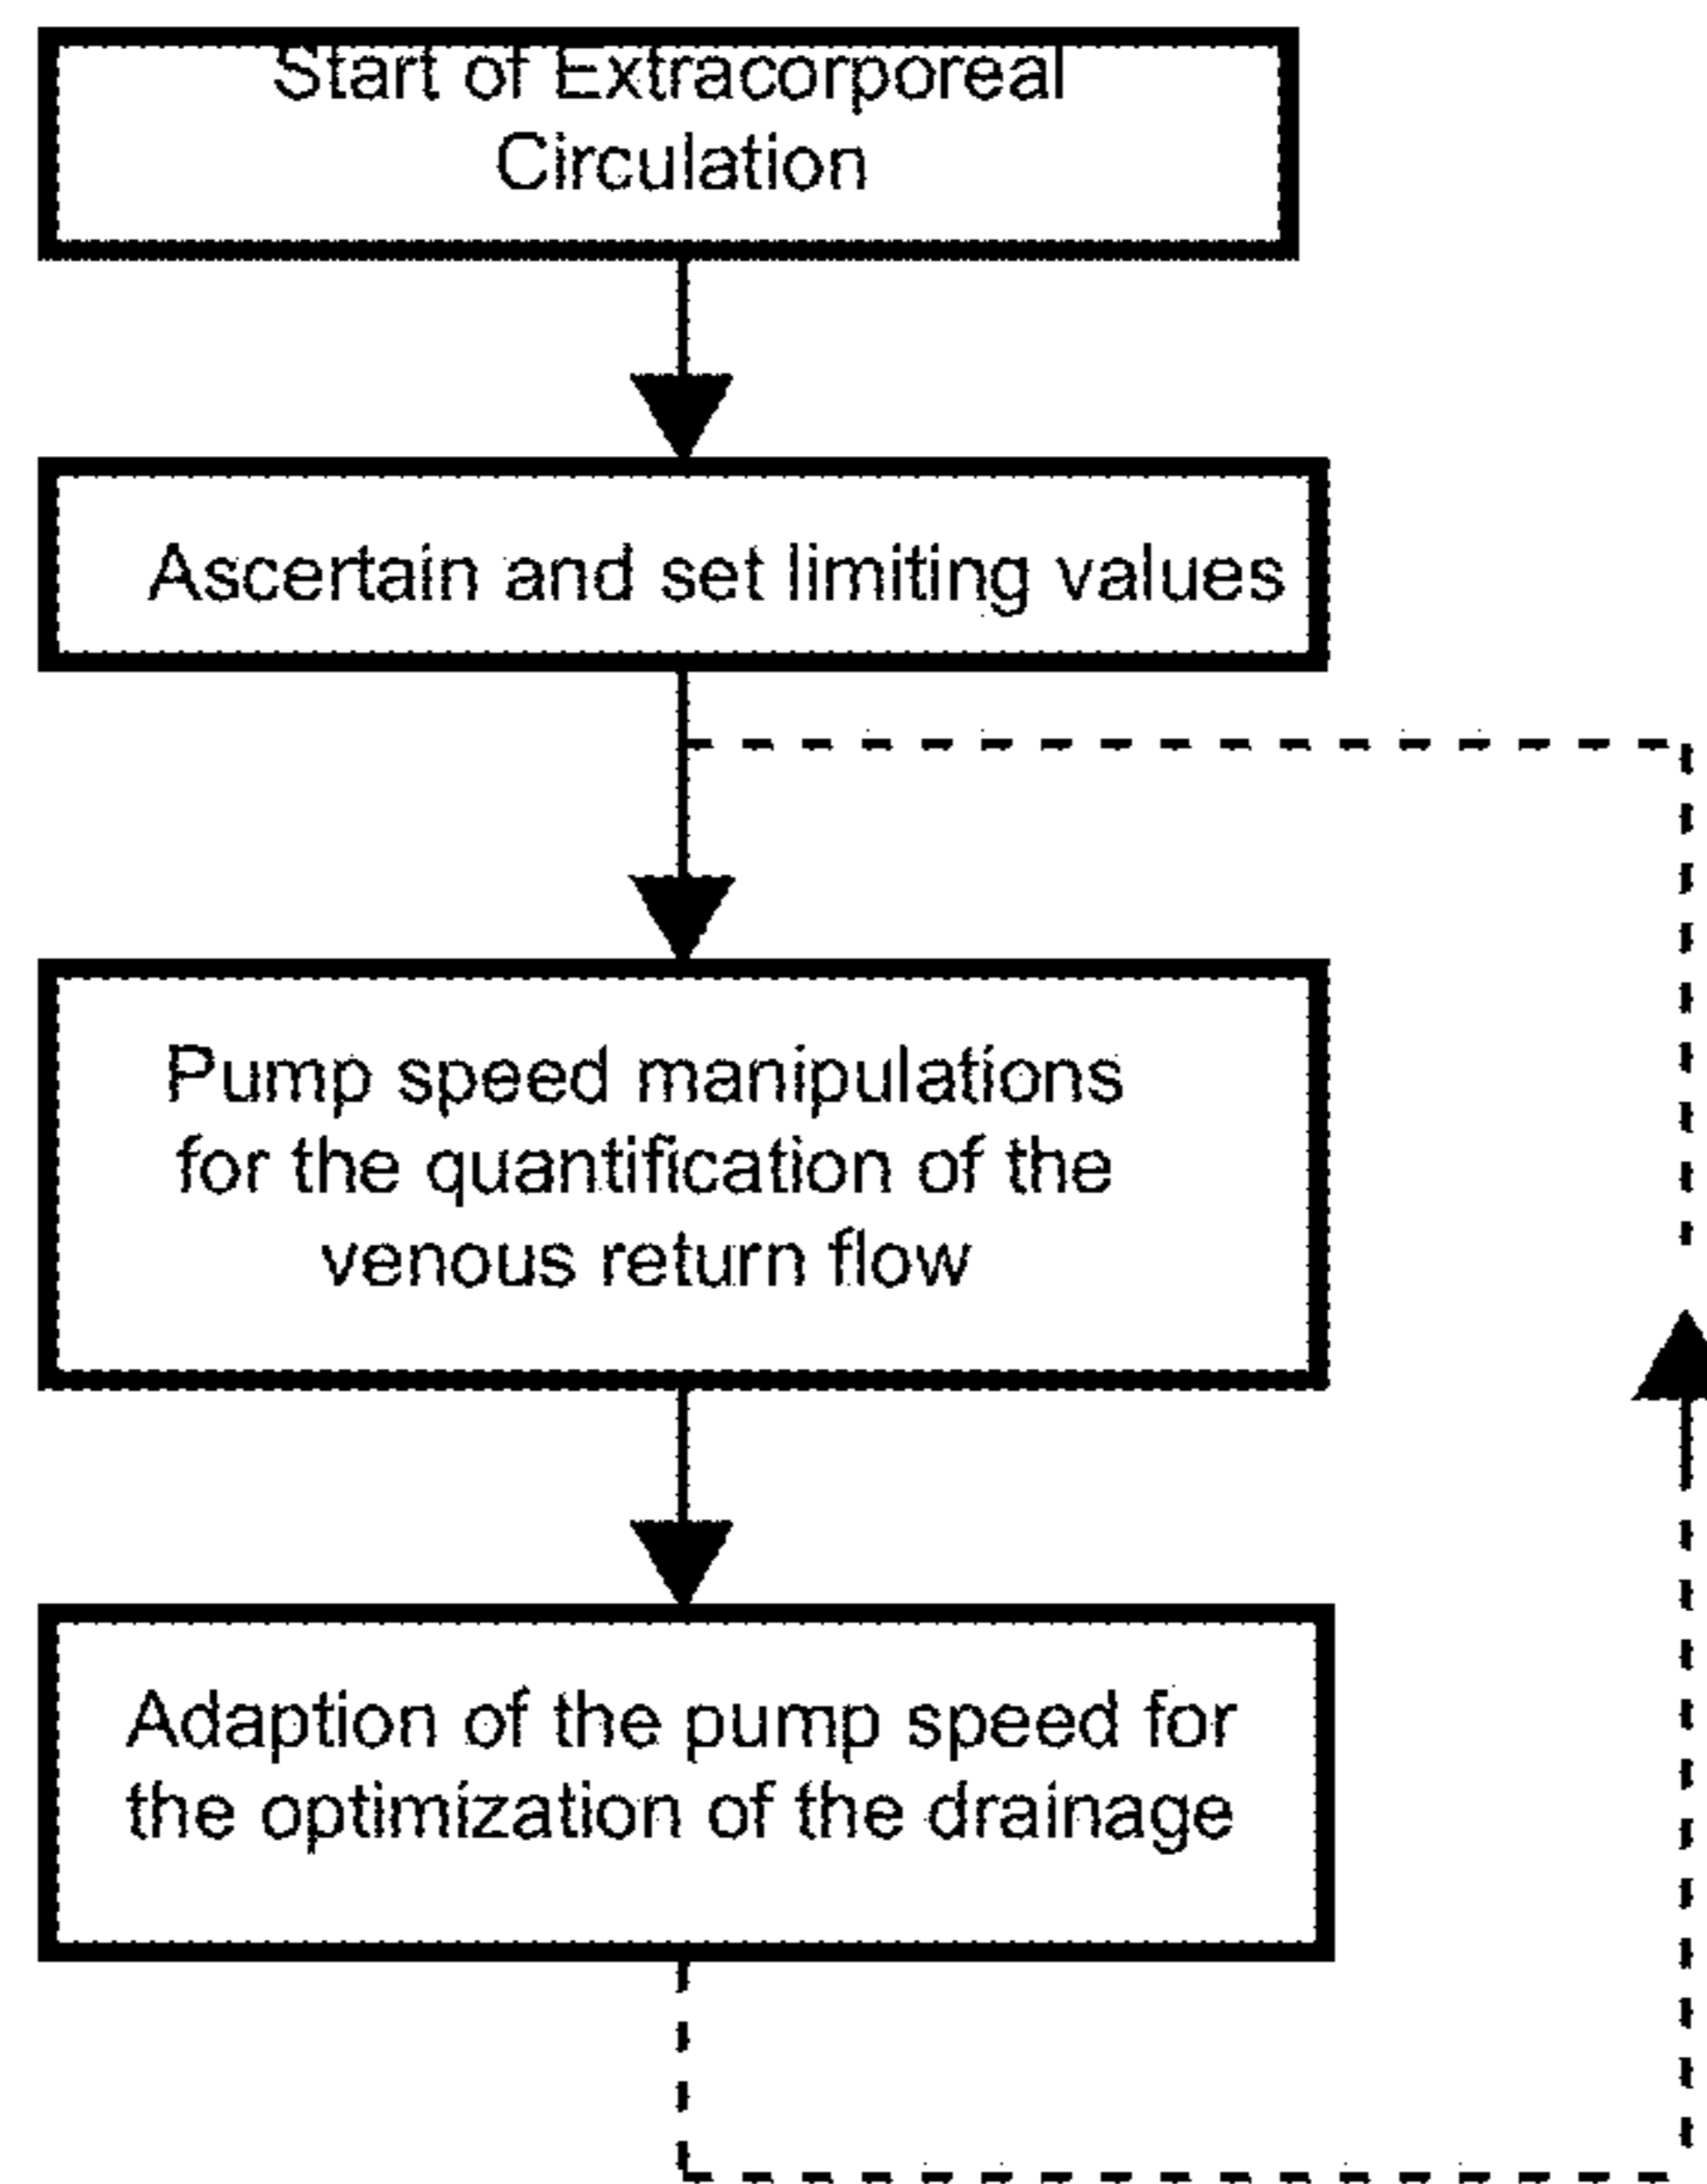 Start of Extracorporeal
Circulation
Ascertain and set limiting values
Pump speed manipulations
for the quantification of the
venous return flow
Adaption of the pump speed for
the optimization of the drainage